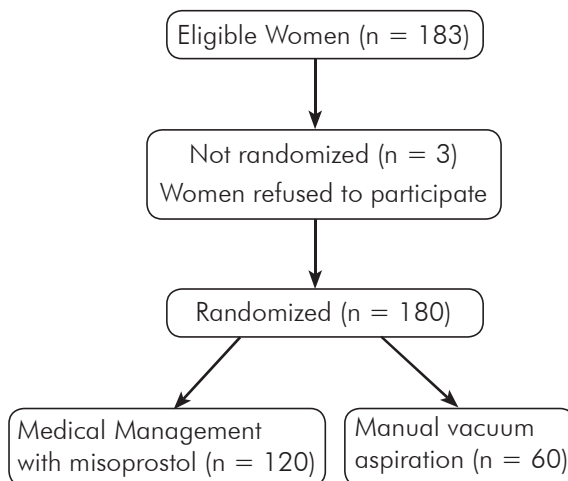 Eligible Women (n = 183)
Not randomized (n = 3)
Women refused to participate
Randomized (n = 180)
Medical Management
with misoprostol (n = 120)
Manual vacuum
aspiration (n = 60)